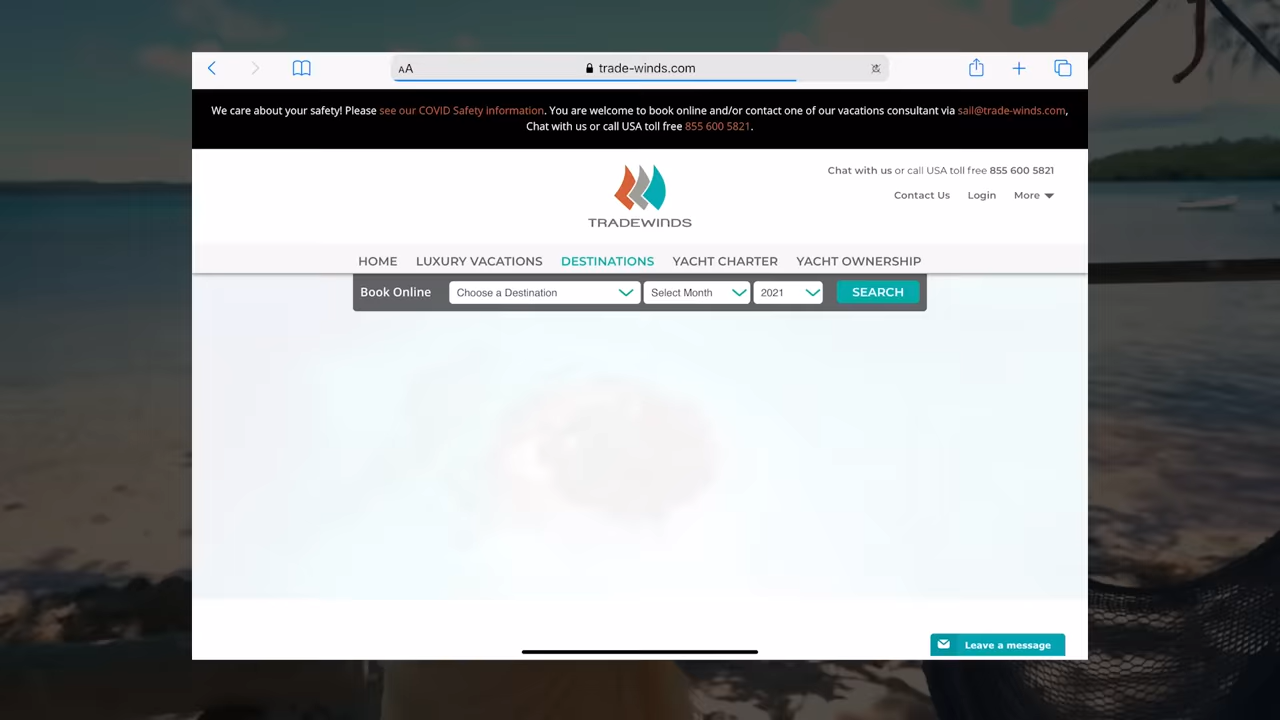 AA trade-winds.com
We care about your safety! Please see our COVID Safety information. You are welcome to book online and/or contact one of our vacations consultant via sail@trade-winds.com,
Chat with us or call USA toll free 855 600 5821.
TRADEWINDS
Chat with us or call USA toll free 855 600 5821
Contact Us Login More
HOME LUXURY VACATIONS DESTINATIONS YACHT CHARTER YACHT OWNERSHIP
Book Online Choose a Destination Select Month 2021 SEARCH
Leave a message